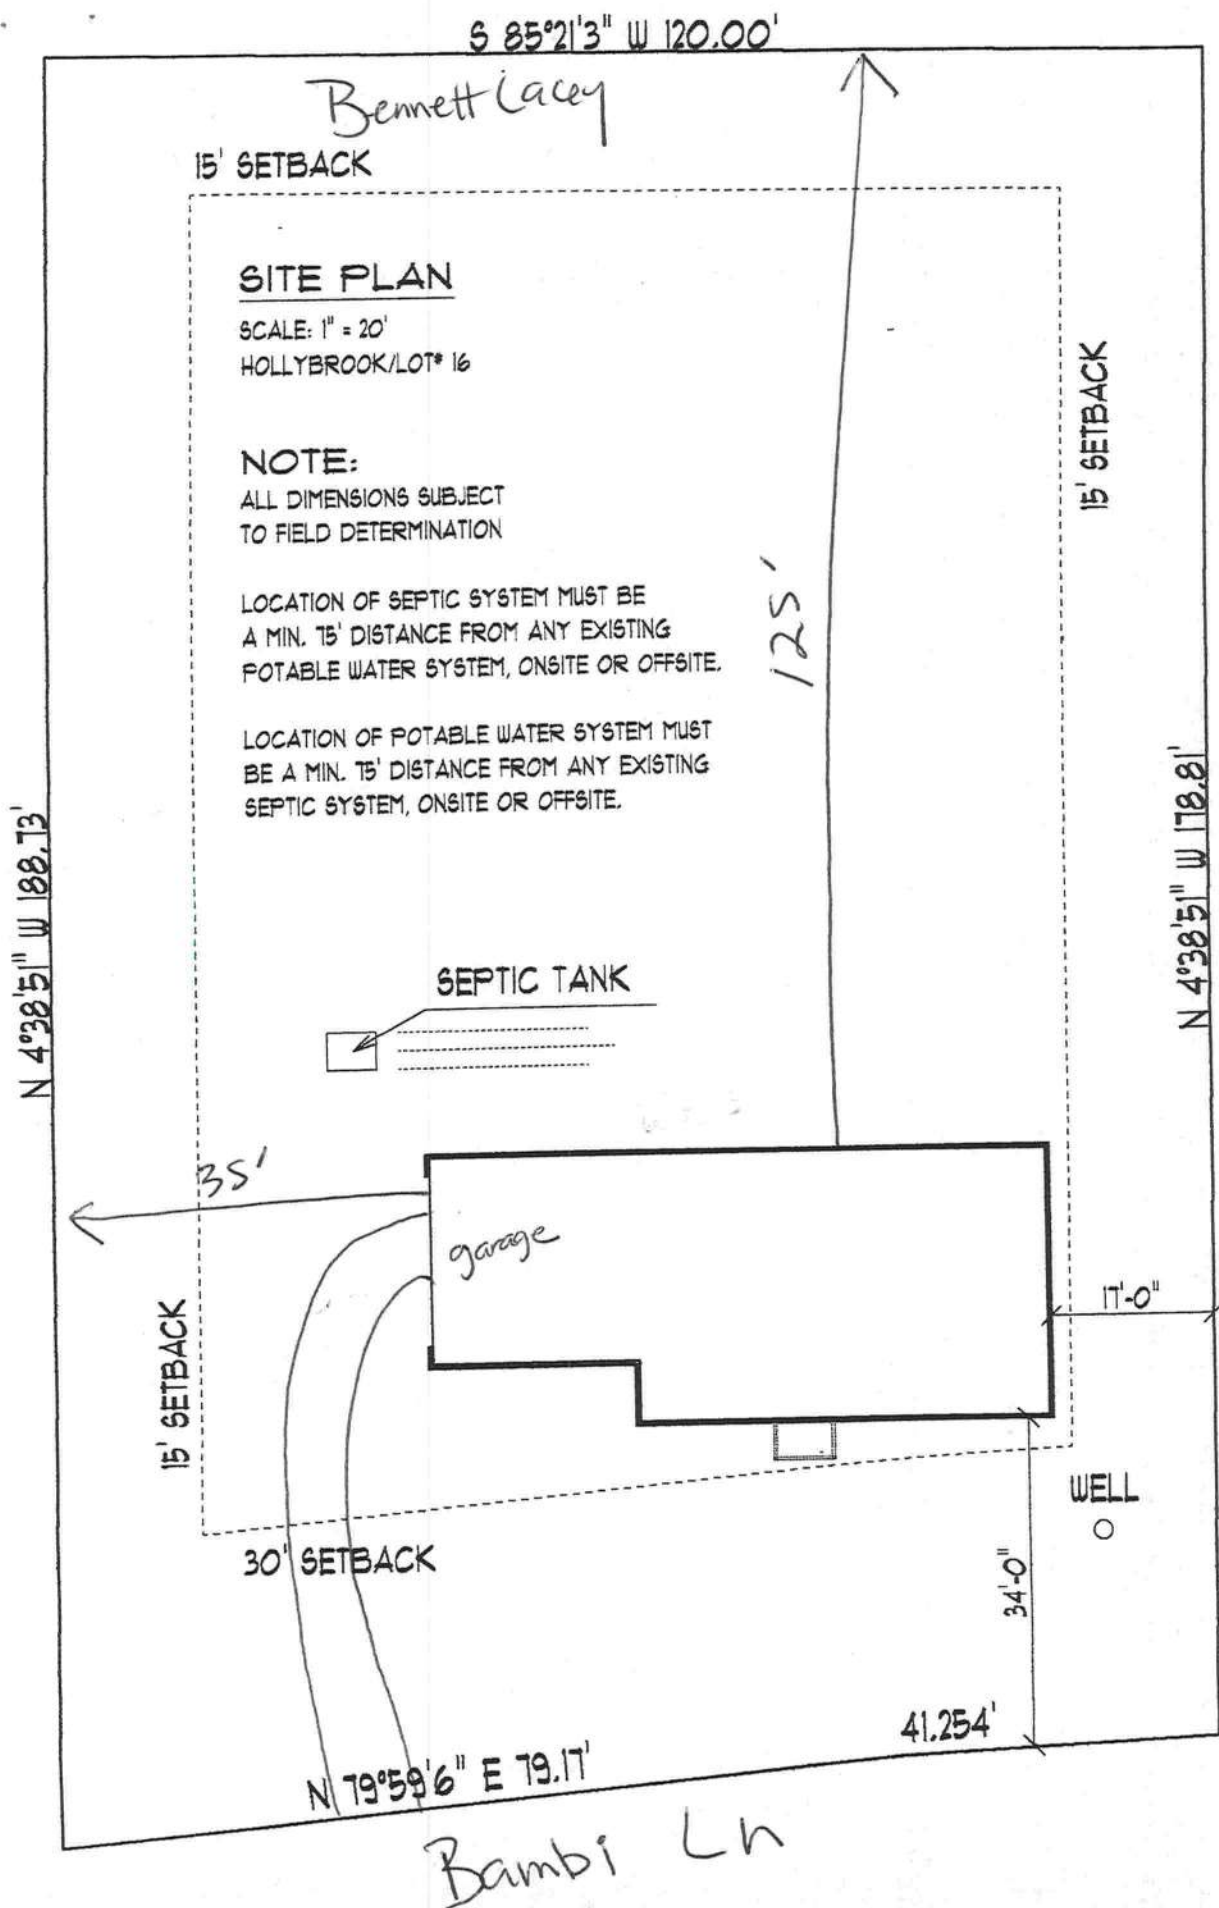 S 85°21'3" W 120.00'
Bennett Lacey
15' SETBACK
SITE PLAN
SCALE: 1" = 20'
HOLLYBROOK/LOT# 16
15' SETBACK
NOTE:
ALL DIMENSIONS SUBJECT
TO FIELD DETERMINATION
LOCATION OF SEPTIC SYSTEM MUST BE
A MIN. 75' DISTANCE FROM ANY EXISTING
POTABLE WATER SYSTEM, ONSITE OR OFFSITE.
125'
LOCATION OF POTABLE WATER SYSTEM MUST
BE A MIN. 75' DISTANCE FROM ANY EXISTING
SEPTIC SYSTEM, ONSITE OR OFFSITE.
N 4°38'51" W 188.73'
N 4°38'51" W 178.81'
SEPTIC TANK
35'
garage
17'-0"
15' SETBACK
WELL
30' SETBACK
34'-0"
41.254'
N 79°59'6" E 79.17'
Bambi Ln